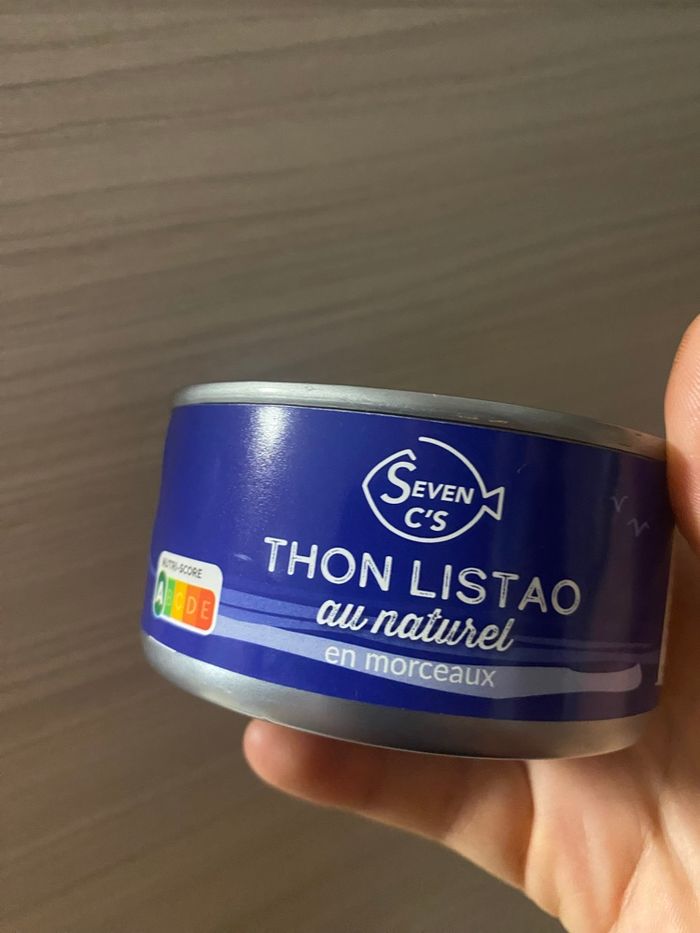 SEVEN
C'S
THON LISTAO
au naturel
en morceaux
NUTRI-SCORE
A B C D E